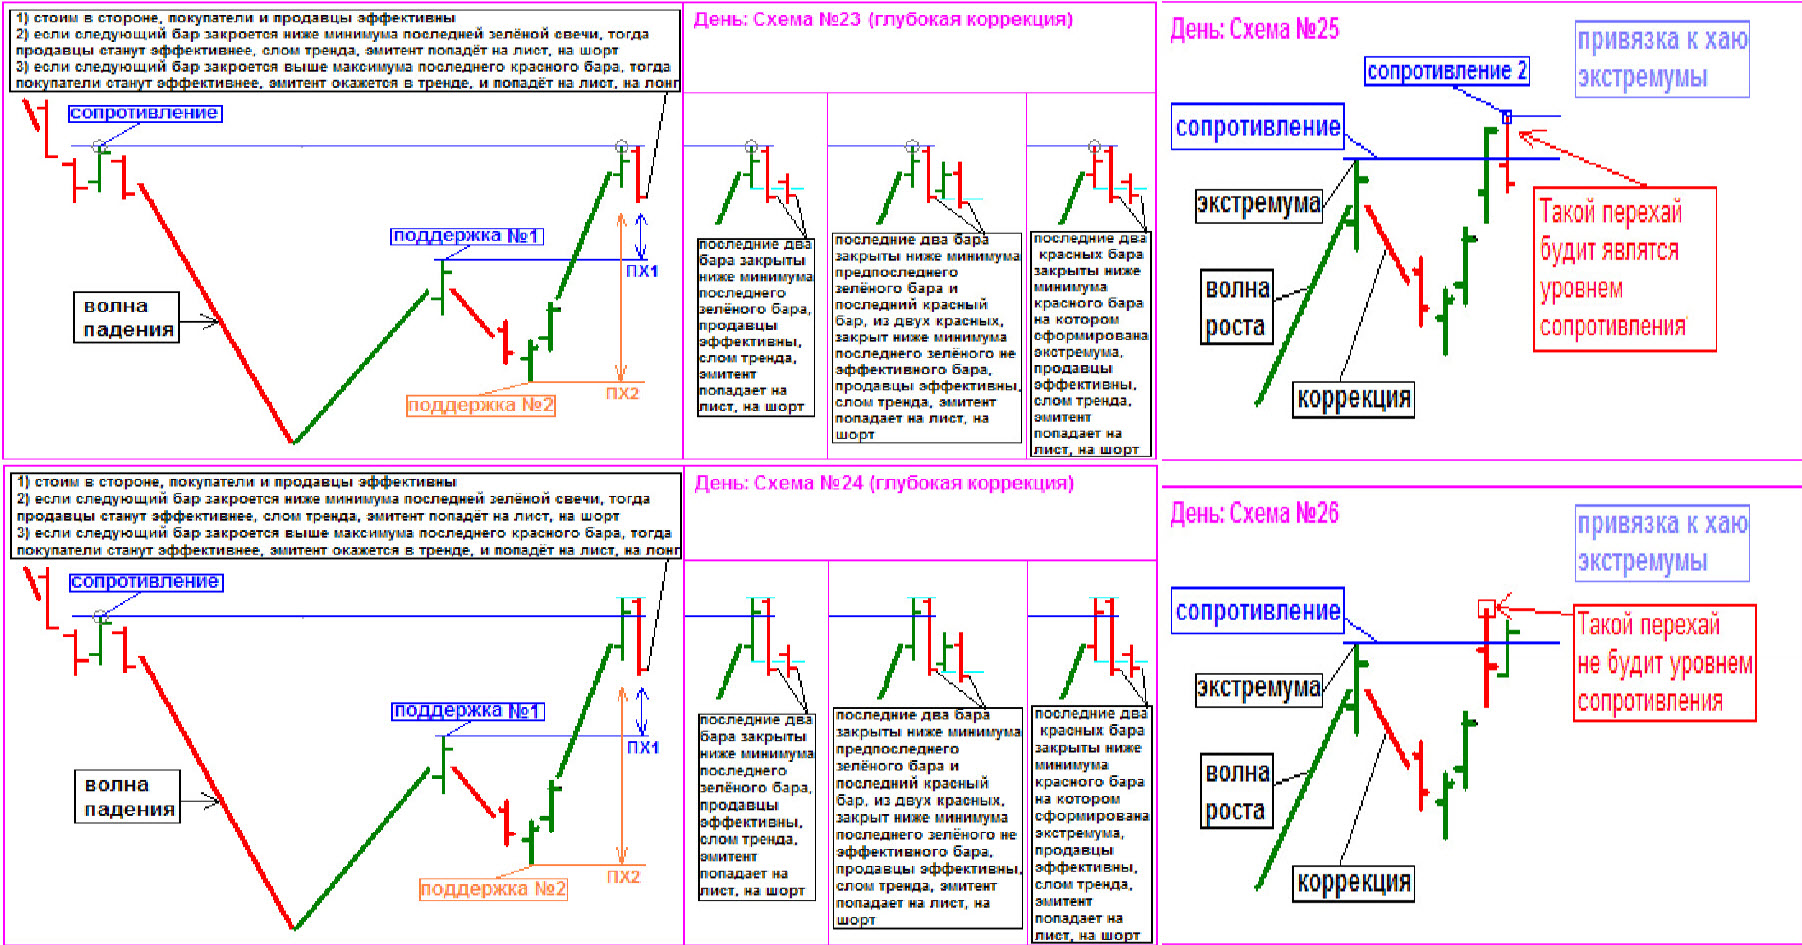 1) стоим в стороне, покупатели и продавцы эффективны
2) если следующий бар закроется ниже минимума последней зелёной свечи, тогда
продавцы станут эффективнее, слом тренда, эмитент попадёт на лист, на шорт
3) если следующий бар закроется выше максимума последнего красного бара, тогда
покупатели станут эффективнее, эмитент окажется в тренде, и попадёт на лист, на лонг
сопротивление
волна
падения
поддержка №1
поддержка №2
ПХ1
ПХ2
День: Схема №23 (глубокая коррекция)
последние два
бара закрыты
ниже минимума
последнего
зелёного бара,
продавцы
эффективны,
слом тренда,
эмитент
попадает на
лист, на шорт
последние два бара
закрыты ниже минимума
предпоследнего
зелёного бара и
последний красный
бар, из двух красных,
закрыт ниже минимума
последнего зелёного не
эффективного бара,
продавцы эффективны,
слом тренда, эмитент
попадает на лист, на
шорт
последние два
красных бара
закрыты ниже
минимума
красного бара
на котором
сформирована
экстремума,
продавцы
эффективны,
слом тренда,
эмитент
попадает на
лист, на шорт
День: Схема №25
привязка к хаю
экстремумы
сопротивление 2
сопротивление
экстремума
волна
роста
коррекция
Такой перехай
будит являтся
уровнем
сопротивления
1) стоим в стороне, покупатели и продавцы эффективны
2) если следующий бар закроется ниже минимума последней зелёной свечи, тогда
продавцы станут эффективнее, слом тренда, эмитент попадёт на лист, на шорт
3) если следующий бар закроется выше максимума последнего красного бара, тогда
покупатели станут эффективнее, эмитент окажется в тренде, и попадёт на лист, на лонг
сопротивление
волна
падения
поддержка №1
поддержка №2
ПХ1
ПХ2
День: Схема №24 (глубокая коррекция)
последние два
бара закрыты
ниже минимума
последнего
зелёного бара,
продавцы
эффективны,
слом тренда,
эмитент
попадает на
лист, на шорт
последние два бара
закрыты ниже минимума
предпоследнего
зелёного бара и
последний красный
бар, из двух красных,
закрыт ниже минимума
последнего зелёного не
эффективного бара,
продавцы эффективны,
слом тренда, эмитент
попадает на лист, на
шорт
последние два
красных бара
закрыты ниже
минимума
красного бара
на котором
сформирована
экстремума,
продавцы
эффективны,
слом тренда,
эмитент
попадает на
лист, на шорт
День: Схема №26
привязка к хаю
экстремумы
сопротивление
экстремума
волна
роста
коррекция
Такой перехай
не будит уровнем
сопротивления